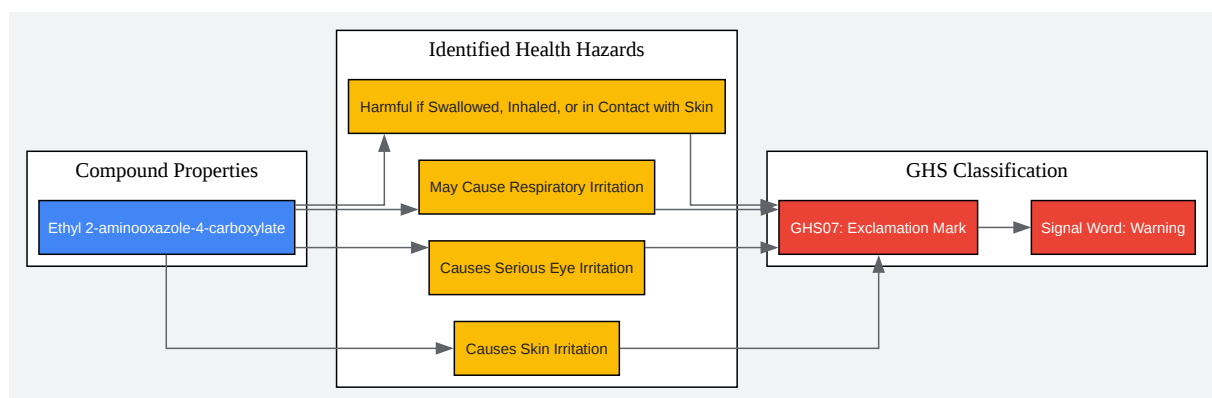 Identified Health Hazards
Harmful if Swallowed, Inhaled, or in Contact with Skin
May Cause Respiratory Irritation
Causes Serious Eye Irritation
Causes Skin Irritation
Compound Properties
Ethyl 2-aminooxazole-4-carboxylate
GHS Classification
GHS07: Exclamation Mark
Signal Word: Warning